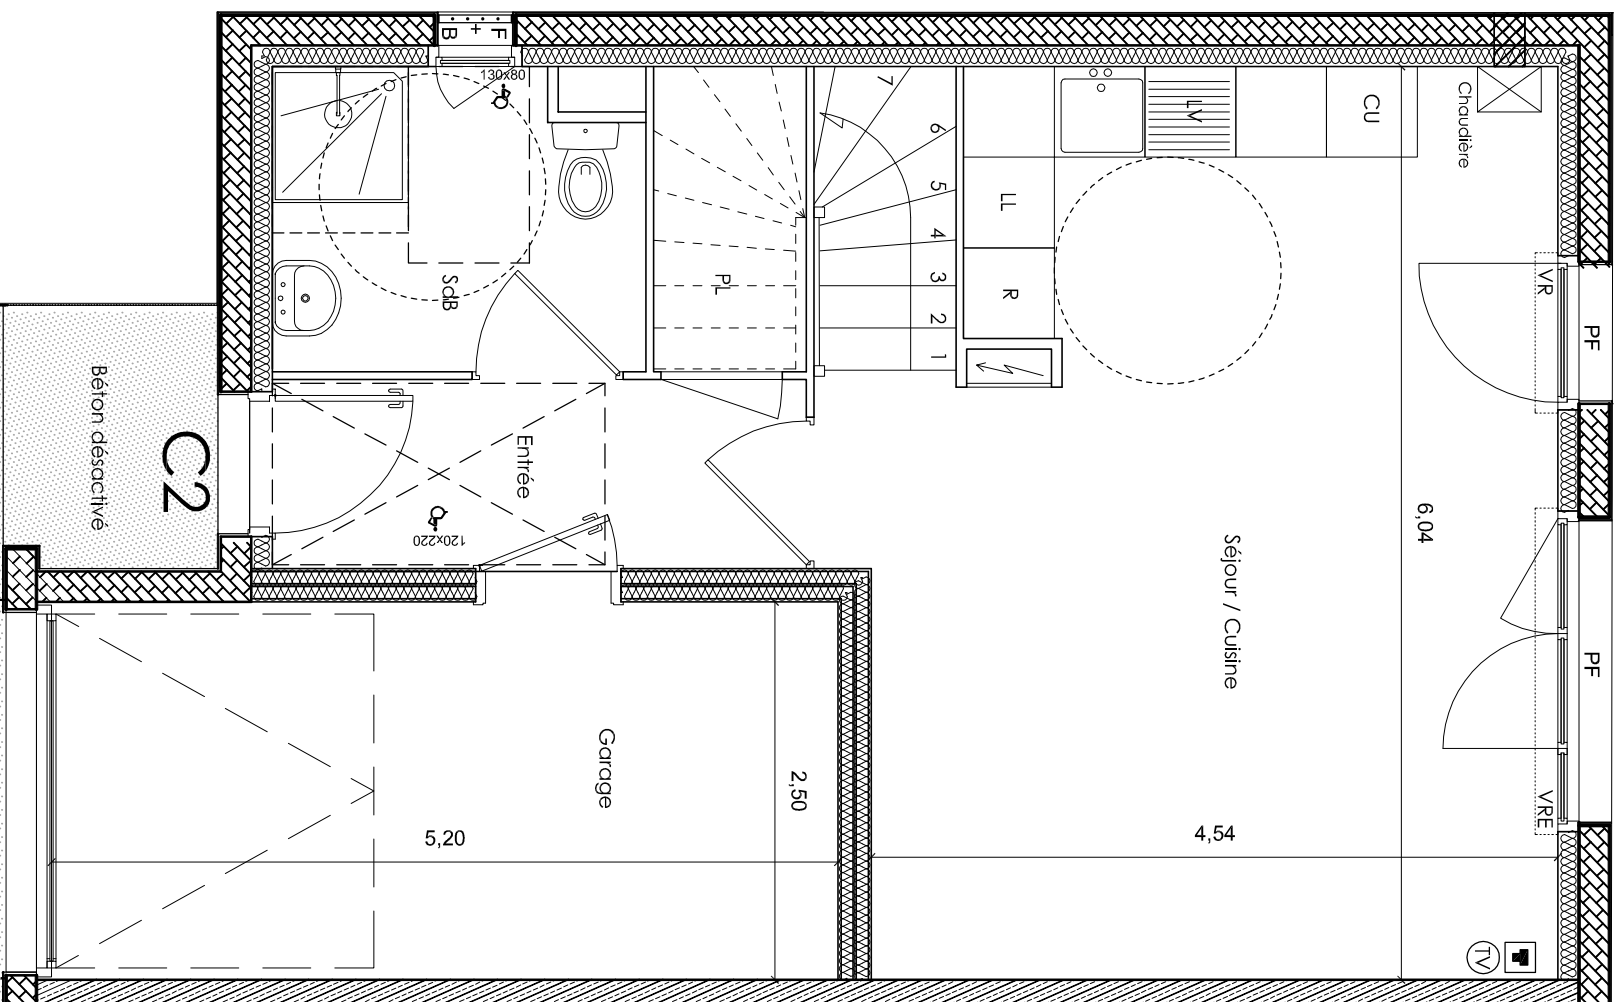 B + F
130x80
7
6
5
4
3
2
1
LV
CU
Chaudière
LL
R
PL
SdB
VR
PF
Béton désactivé
C2
Entrée
120x220
6,04
Séjour / Cuisine
PF
VRE
Garage
2,50
5,20
4,54
TV